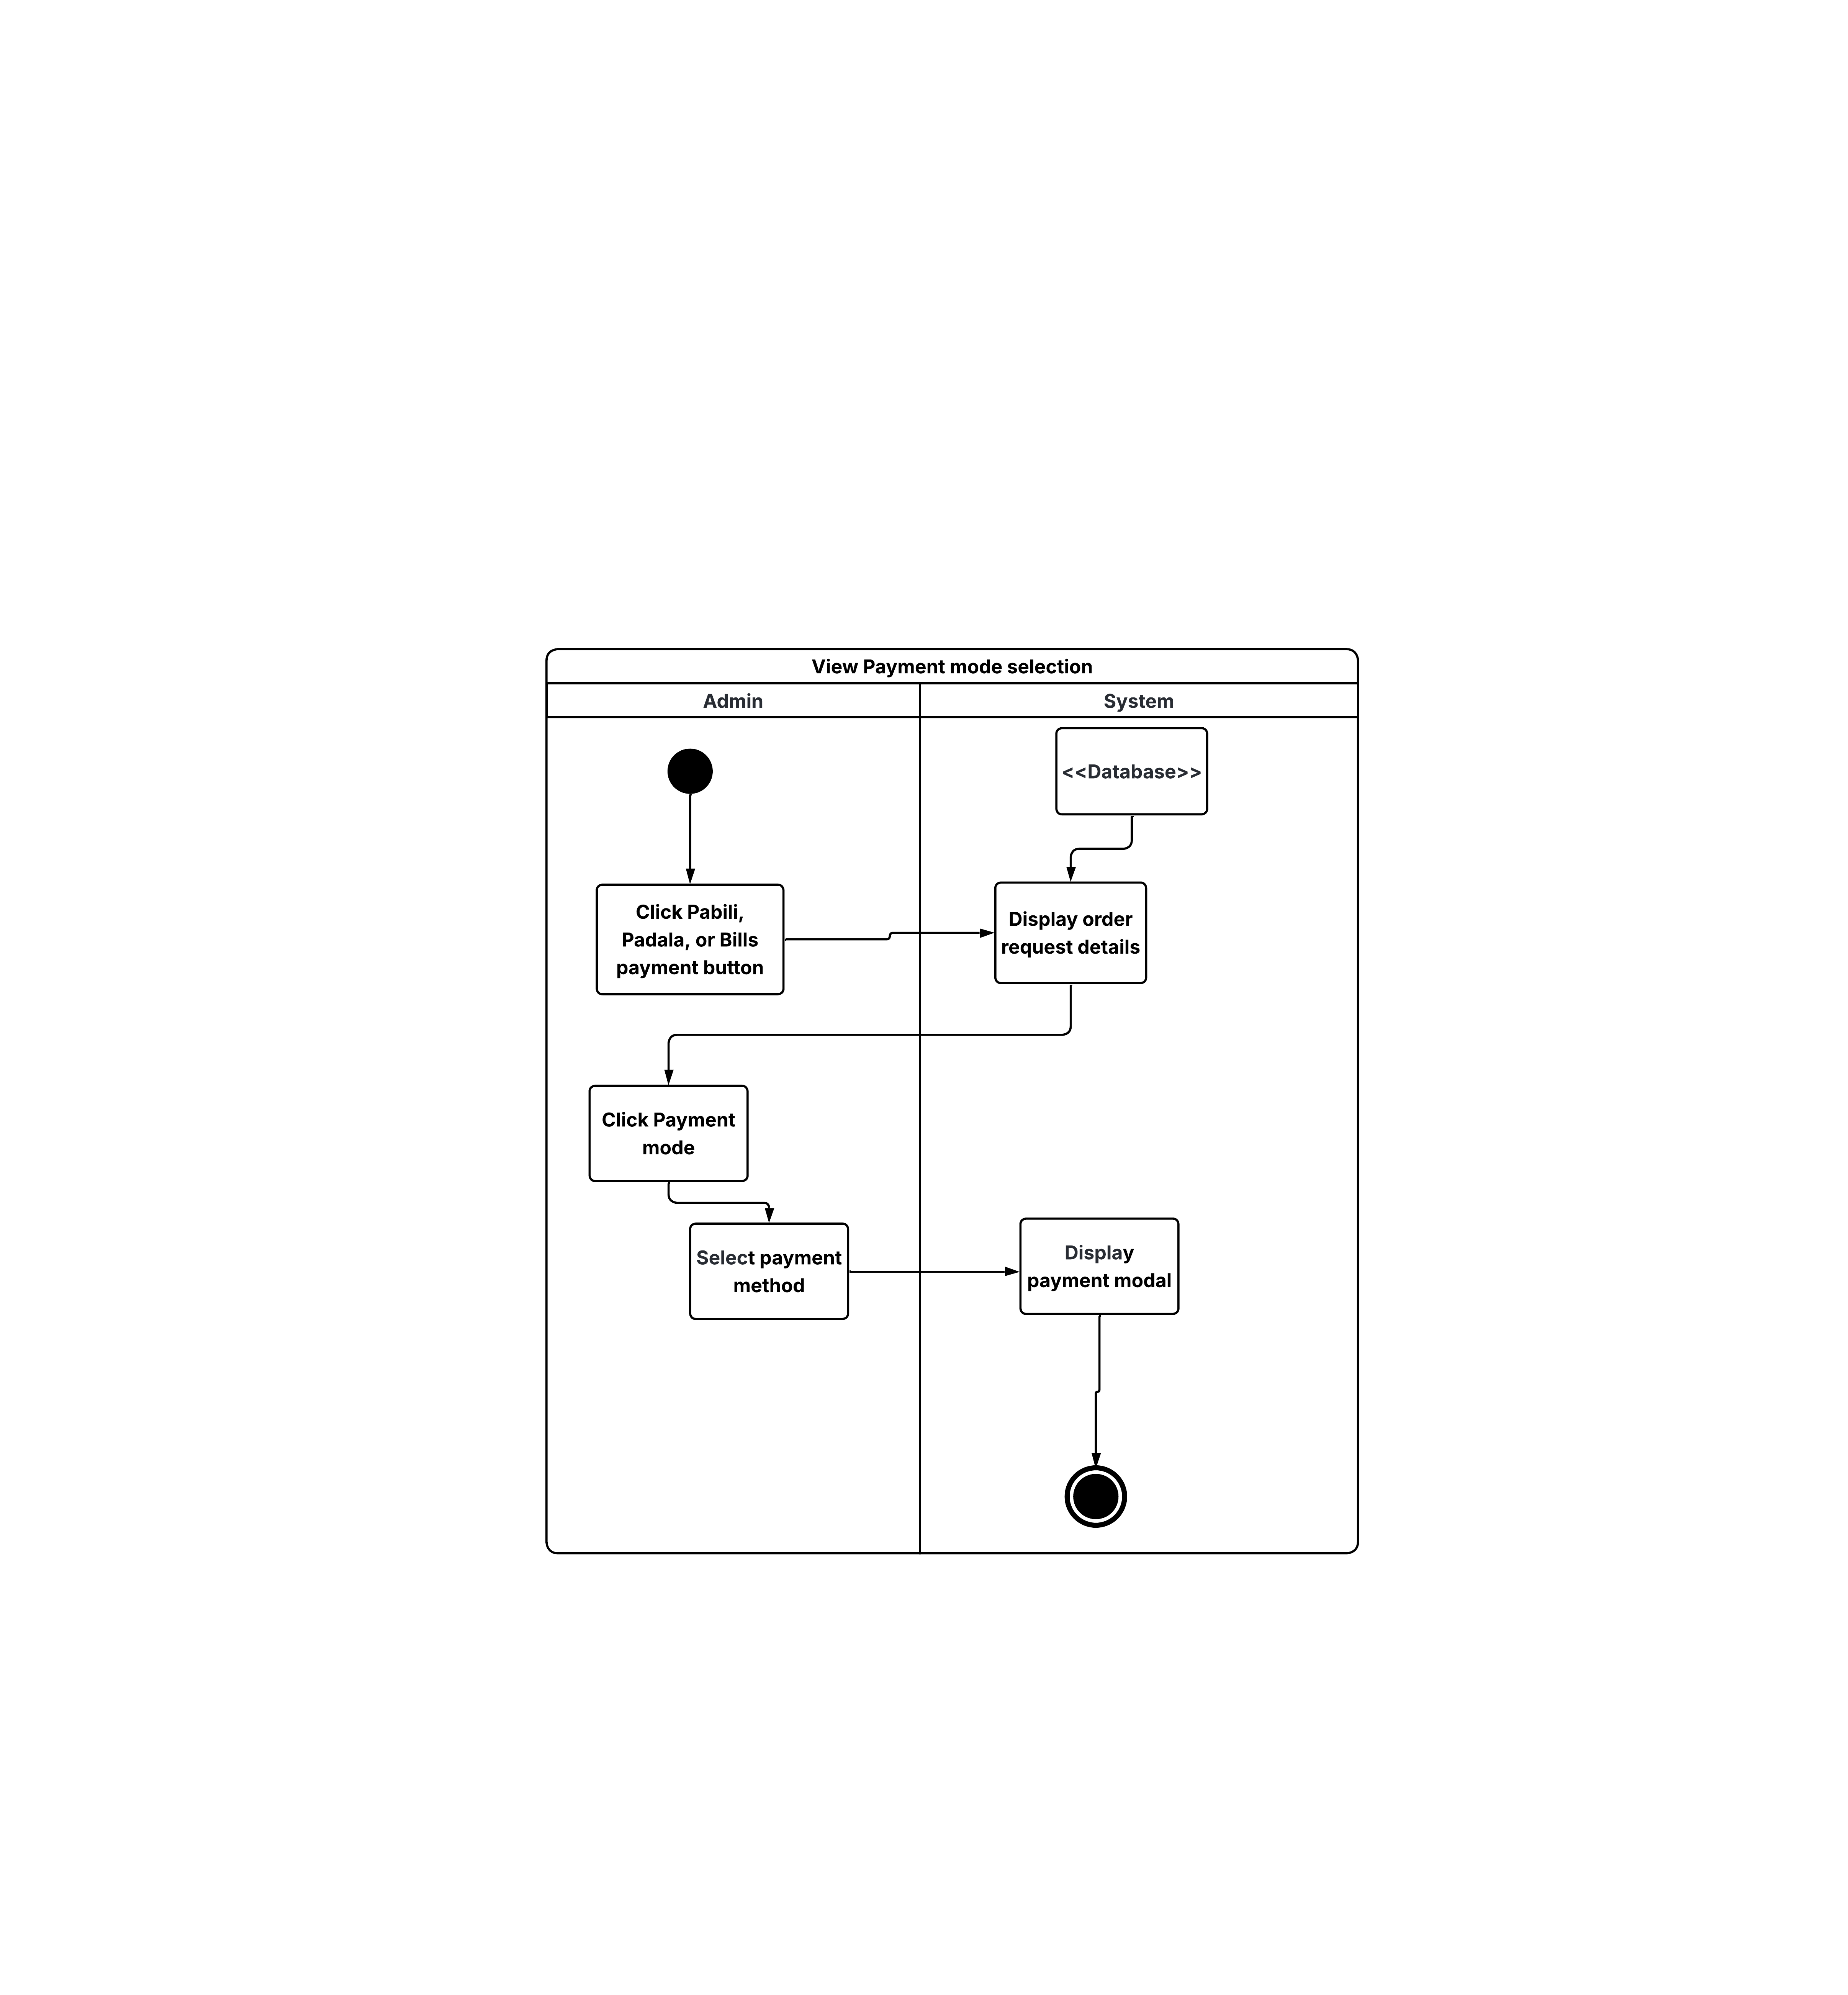 View Payment mode selection
Admin
System
<<Database>>
Click Pabili,
Padala, or Bills
payment button
Display order
request details
Click Payment
mode
Select payment
method
Display
payment modal